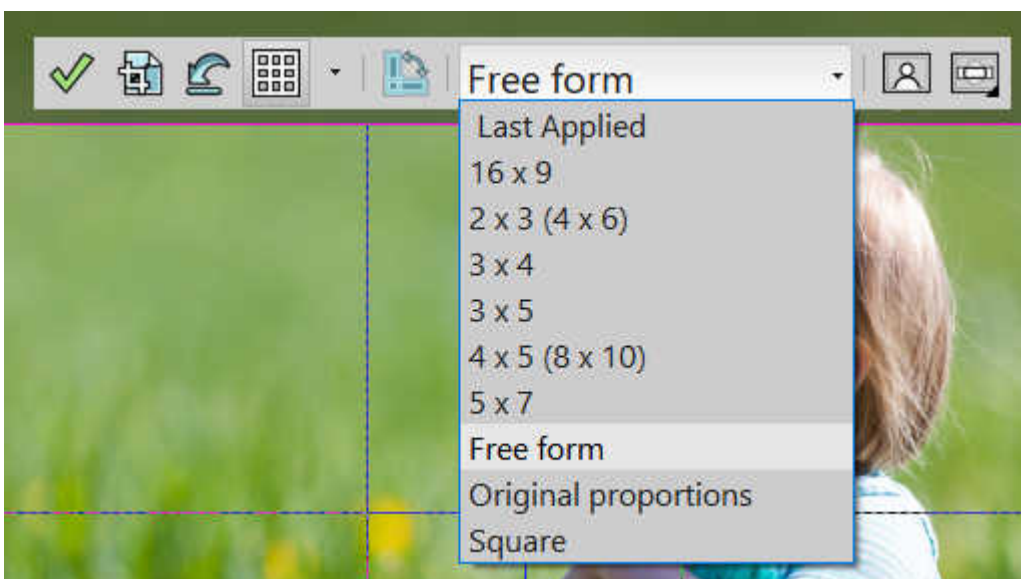 Free form
Last Applied
16 x 9
2 x 3 (4 x 6)
3 x 4
3 x 5
4 x 5 (8 x 10)
5 x 7
Free form
Original proportions
Square